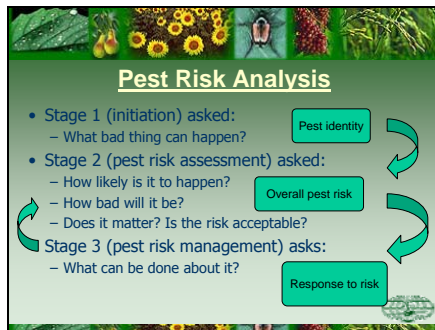 Pest Risk Analysis
• Stage 1 (initiation) asked:
– What bad thing can happen?
Pest identity
• Stage 2 (pest risk assessment) asked:
– How likely is it to happen?
– How bad will it be?
Overall pest risk
– Does it matter? Is the risk acceptable?
Stage 3 (pest risk management) asks:
– What can be done about it?
Response to risk